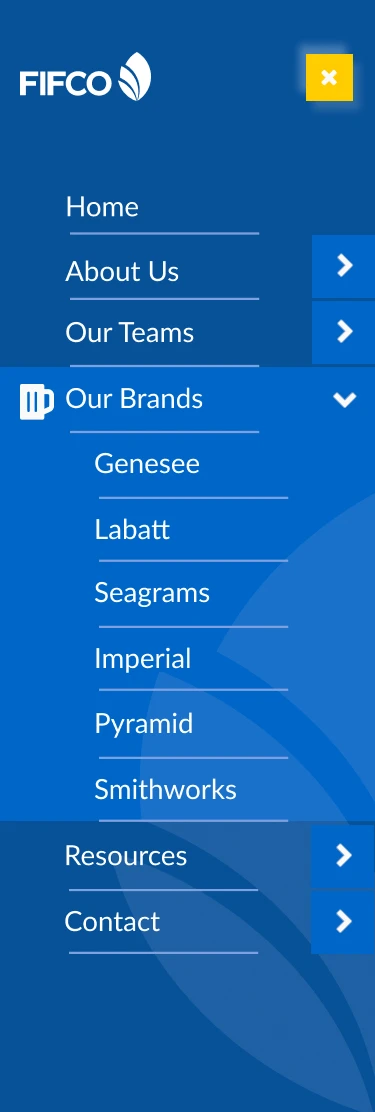 FIFCO
Home
About Us
Our Teams
Our Brands
Genesee
Labatt
Seagrams
Imperial
Pyramid
Smithworks
Resources
Contact